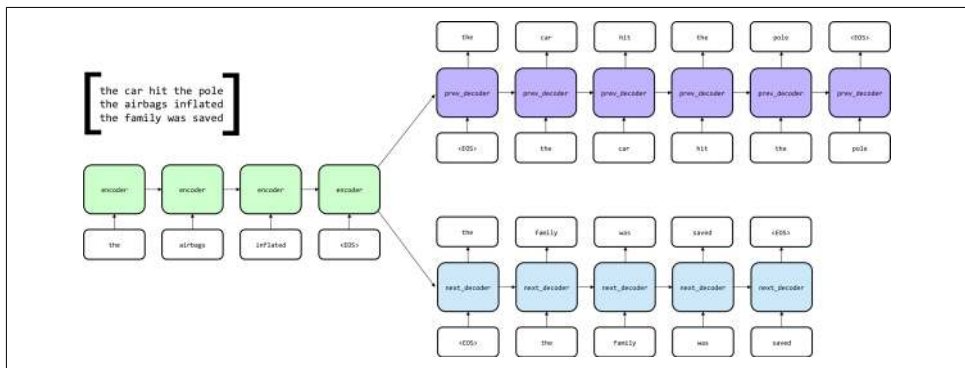 the car hit the pole
the airbags inflated
the family was saved
encoder encoder encoder encoder
the airbags inflated <EOS>
the car hit the pole <EOS>
prev_decoder prev_decoder prev_decoder prev_decoder prev_decoder prev_decoder
<EOS> the car hit the pole
the family was saved <EOS>
next_decoder next_decoder next_decoder next_decoder next_decoder
<EOS> the family was saved